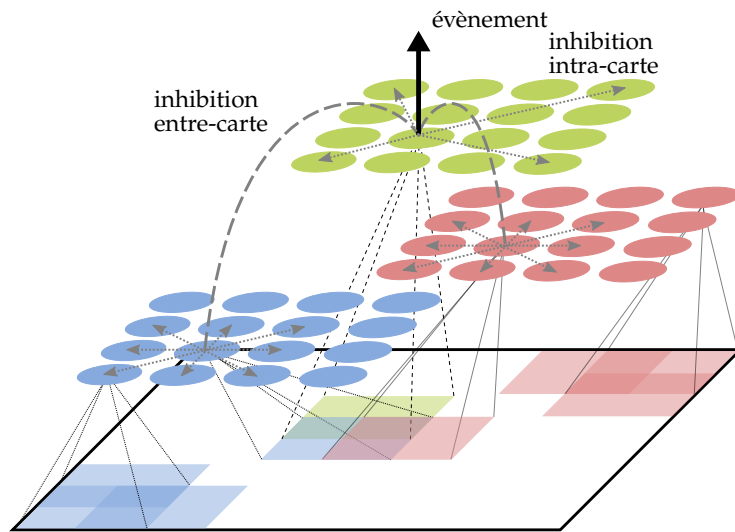 évènement
inhibition
intra-carte
inhibition
entre-carte